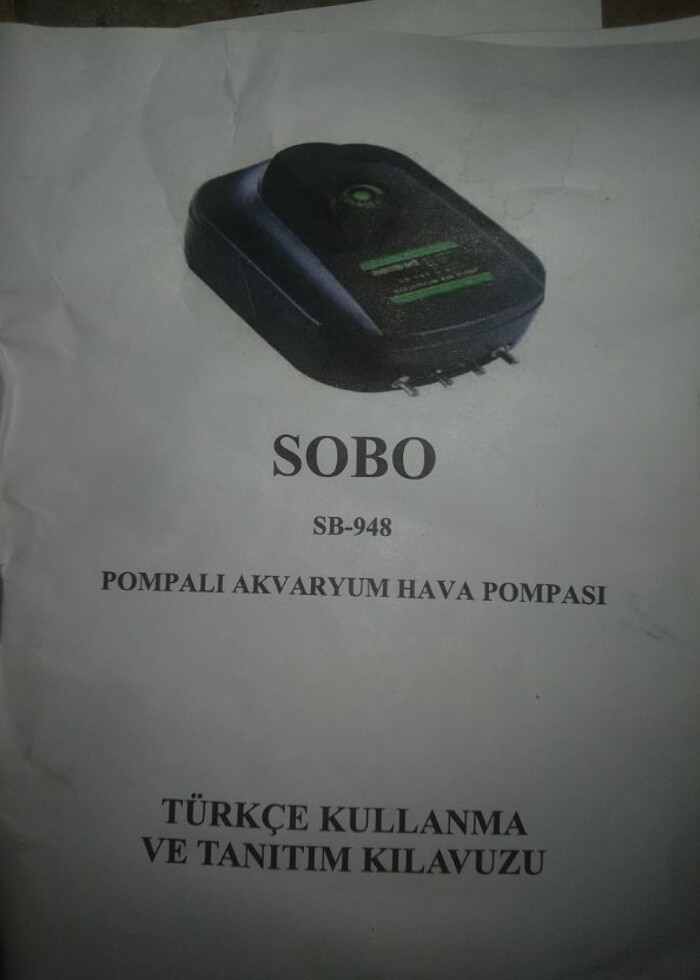 SOBO
SB-948
POMPALI AKVARYUM HAVA POMPASI
TÜRKÇE KULLANMA
VE TANITIM KILAVUZU